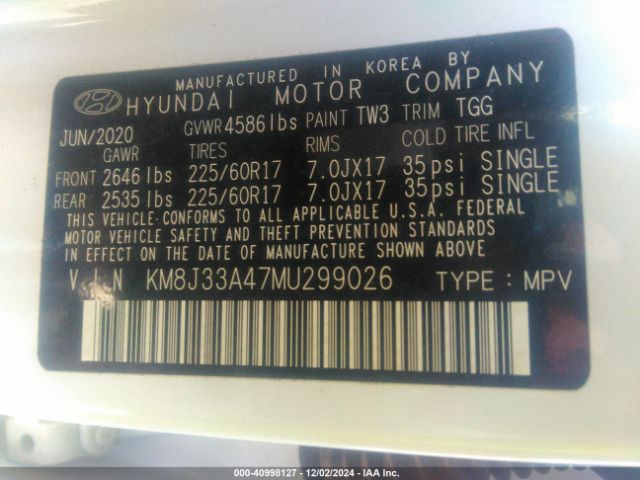 MANUFACTURED IN KOREA BY
HYUNDAI MOTOR COMPANY
JUN/2020 GVWR 4586 lbs PAINT TW3 TRIM TGG
GAWR TIRES RIMS COLD TIRE INFL
FRONT 2646 lbs 225/60R17 7.0JX17 35psi SINGLE
REAR 2535 lbs 225/60R17 7.0JX17 35psi SINGLE
THIS VEHICLE CONFORMS TO ALL APPLICABLE U.S.A. FEDERAL
MOTOR VEHICLE SAFETY AND THEFT PREVENTION STANDARDS
IN EFFECT ON THE DATE OF MANUFACTURE SHOWN ABOVE.
VIN KM8J33A47MU299026 TYPE : MPV
000-40998127 - 12/02/2024 - IAA Inc.